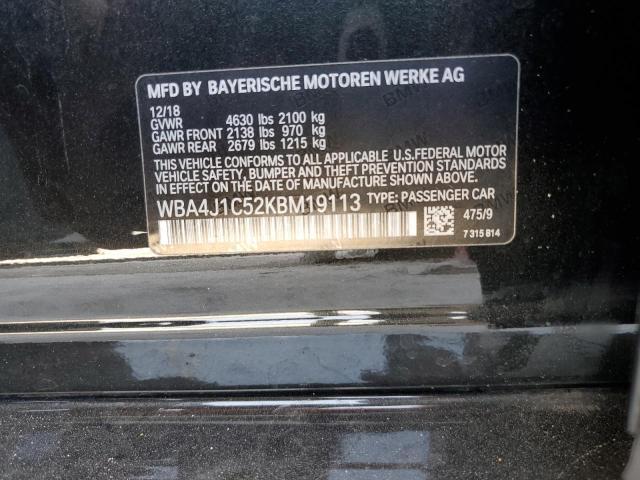 MFD BY BAYERISCHE MOTOREN WERKE AG
12/18
GVWR 4630 lbs 2100 kg
GAWR FRONT 2138 lbs 970 kg
GAWR REAR 2679 lbs 1215 kg
THIS VEHICLE CONFORMS TO ALL APPLICABLE U.S.FEDERAL MOTOR
VEHICLE SAFETY, BUMPER AND THEFT PREVENTION STANDARDS
IN EFFECT ON THE DATE OF MANUFACTURE SHOWN ABOVE.
WBA4J1C52KBM19113 TYPE: PASSENGER CAR
475/9
7 315 814